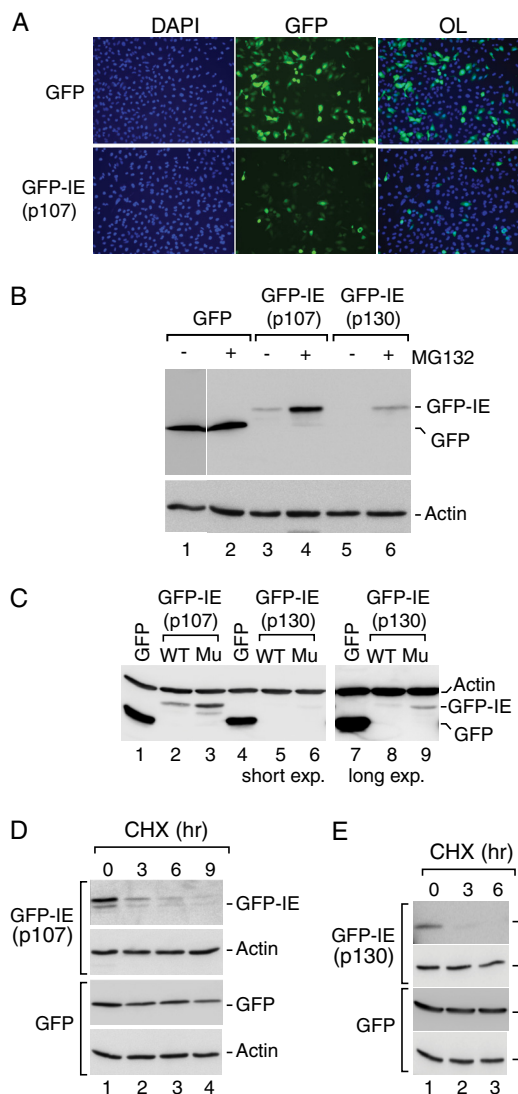 A
DAPI GFP OL
GFP
GFP-IE
(p107)
B
GFP
GFP-IE
(p107)
GFP-IE
(p130)
- + - + - + MG132
GFP-IE
GFP
Actin
1 2 3 4 5 6
C
GFP
GFP-IE
(p107)
WT Mu
GFP
GFP-IE
(p130)
WT Mu
GFP
GFP-IE
(p130)
WT Mu
Actin
GFP-IE
GFP
1 2 3 4 5 6 7 8 9
short exp. long exp.
D
CHX (hr)
0 3 6 9
GFP-IE
(p107)
GFP-IE
Actin
GFP
GFP
Actin
1 2 3 4
E
CHX (hr)
0 3 6
GFP-IE
(p130)
GFP
1 2 3